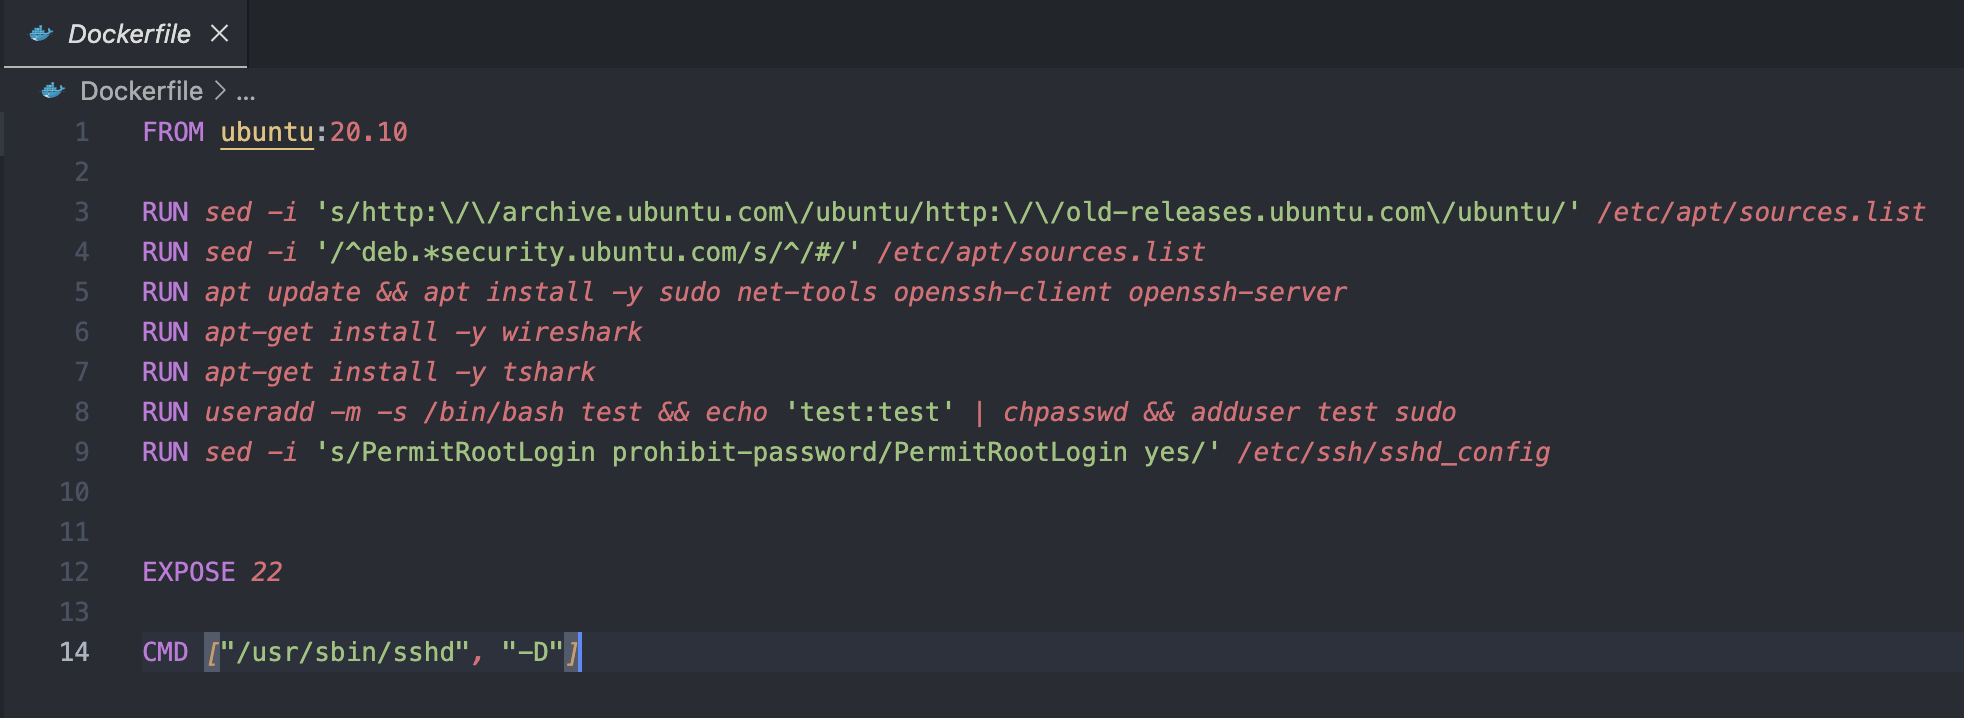 Dockerfile ×
Dockerfile > ...
1 FROM ubuntu:20.10
2
3 RUN sed -i 's/http:\/\/archive.ubuntu.com\/ubuntu/http:\/\/old-releases.ubuntu.com\/ubuntu/' /etc/apt/sources.list
4 RUN sed -i '/^deb.*security.ubuntu.com/s/^/#/' /etc/apt/sources.list
5 RUN apt update && apt install -y sudo net-tools openssh-client openssh-server
6 RUN apt-get install -y wireshark
7 RUN apt-get install -y tshark
8 RUN useradd -m -s /bin/bash test && echo 'test:test' | chpasswd && adduser test sudo
9 RUN sed -i 's/PermitRootLogin prohibit-password/PermitRootLogin yes/' /etc/ssh/sshd_config
10
11
12 EXPOSE 22
13
14 CMD ["/usr/sbin/sshd", "-D"]